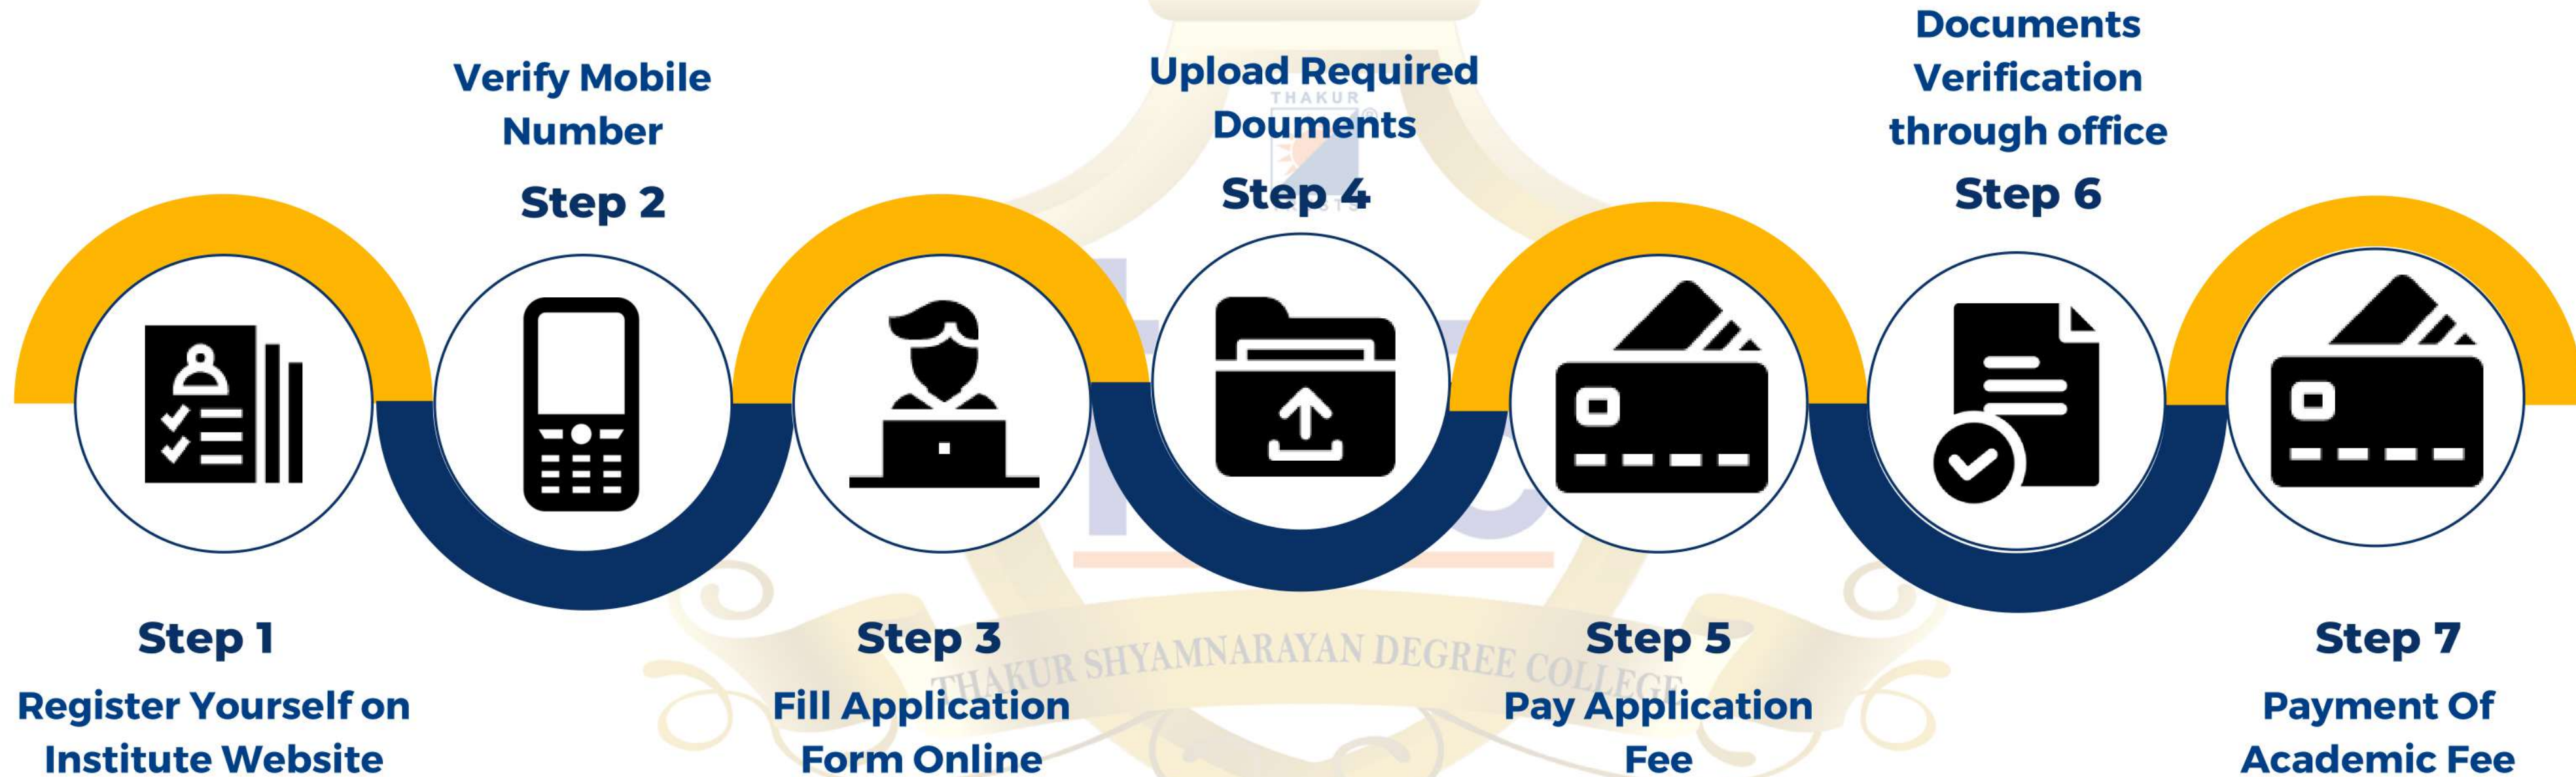 Step 1
Register Yourself on
Institute Website
Verify Mobile
Number
Step 2
Step 3
Fill Application
Form Online
Upload Required
Douments
Step 4
Step 5
Pay Application
Fee
Documents
Verification
through office
Step 6
Step 7
Payment Of
Academic Fee
THAKUR
THAKUR SHYAMNARAYAN DEGREE COLLEGE